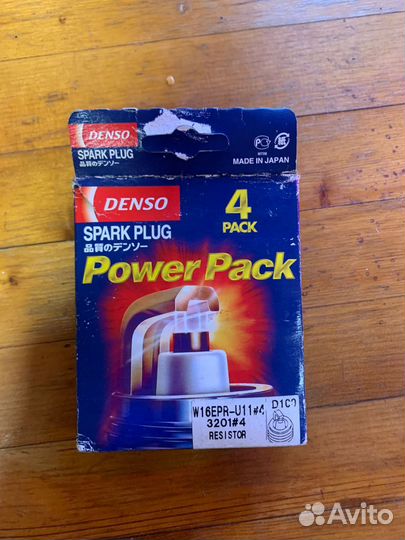 DENSO
SPARK PLUG
品質のデンソー
MADE IN JAPAN
DENSO
4
PACK
SPARK PLUG
品質のデンソー
Power Pack
W16EPR-U11#4
D100
3201#4
RESISTOR
Avito